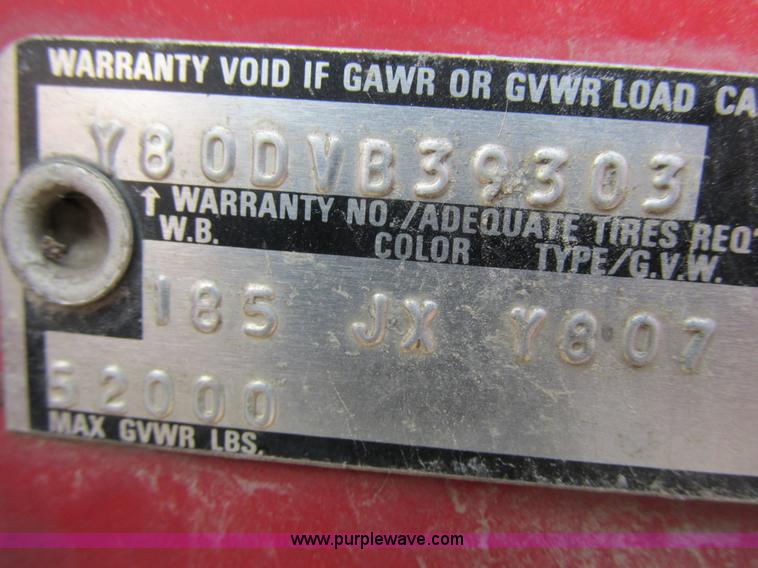 WARRANTY VOID IF GAWR OR GVWR LOAD CA
Y80DVB39303
↑ WARRANTY NO./ADEQUATE TIRES REQ'
W.B. COLOR TYPE/G.V.W.
185 JX Y807
52000
MAX GVWR LBS.
www.purplewave.com